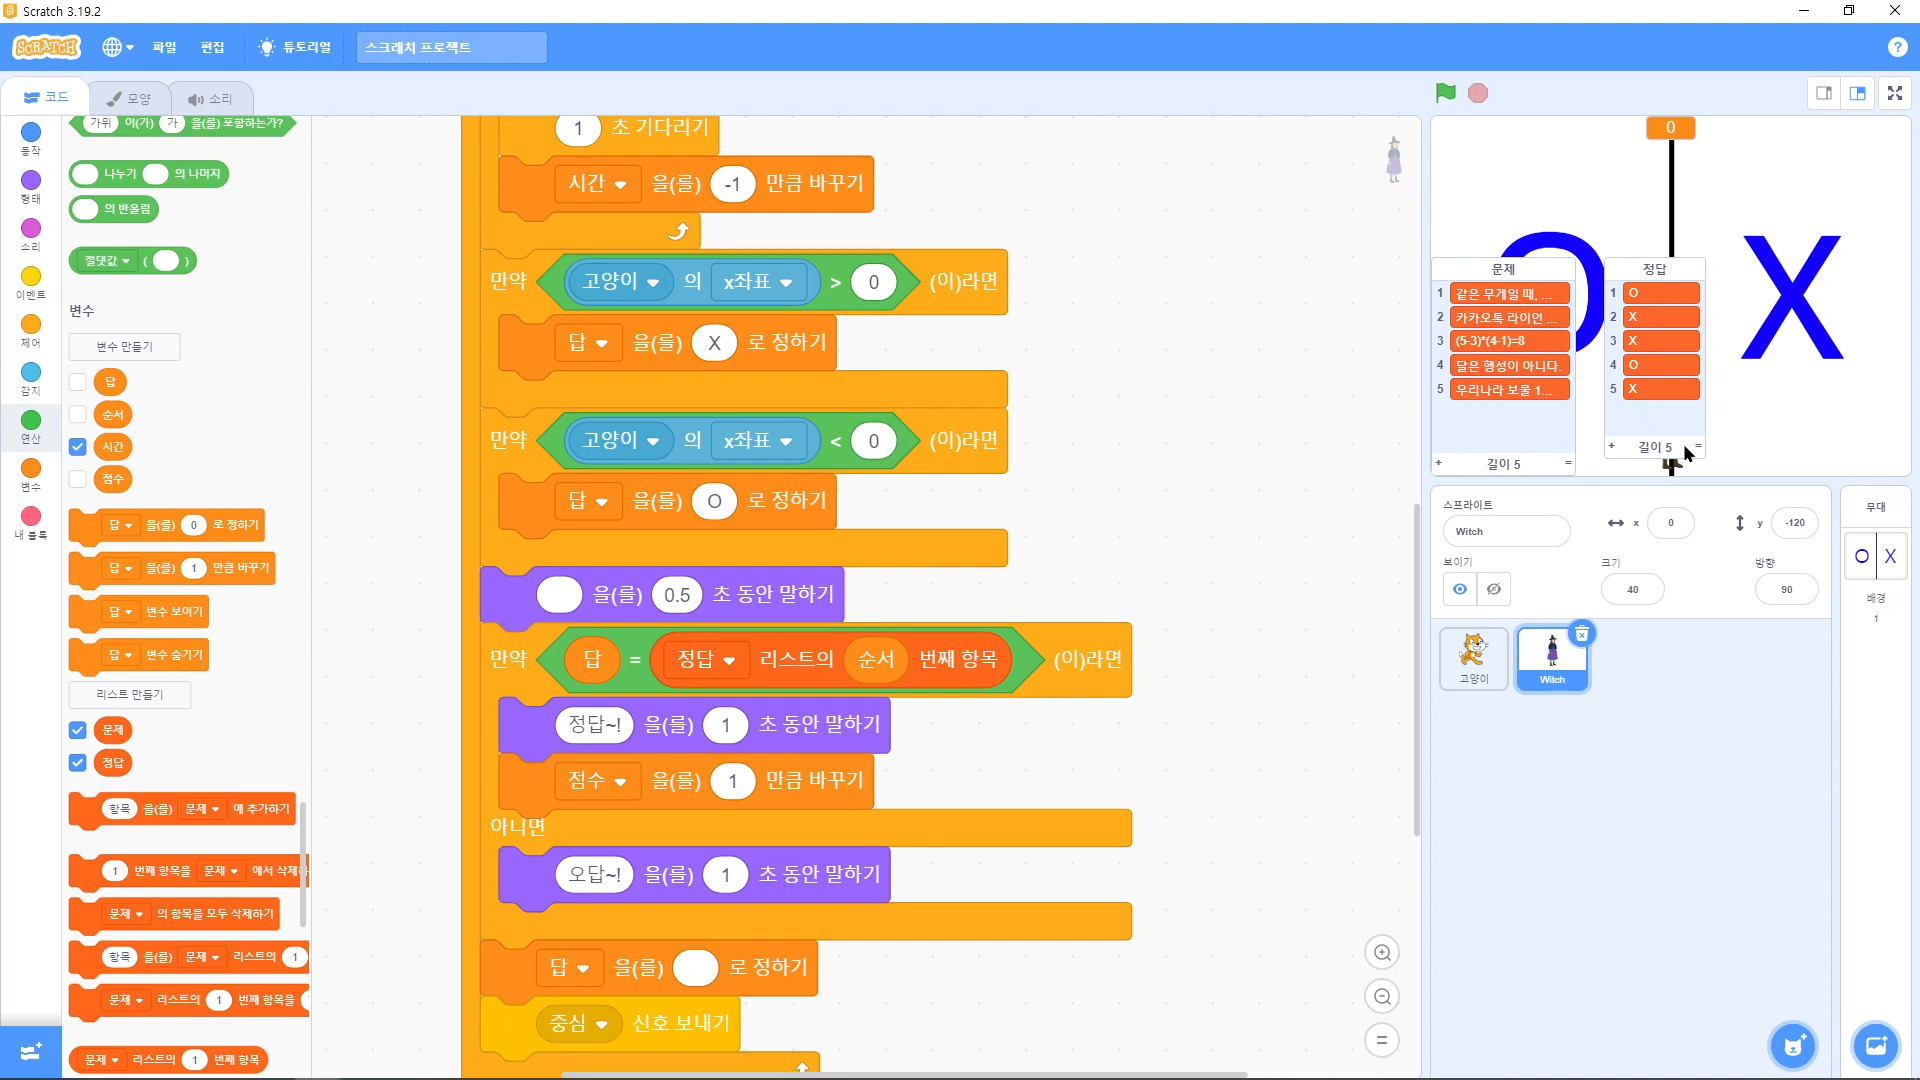 Scratch 3.19.2
SCRATCH 파일 편집 튜토리얼 스크래치 프로젝트 ?
코드 모양 소리
동작
형태
소리
이벤트
제어
감지
연산
변수
내 블록
가위 이(가) 가 을(를) 포함하는가?
나누기 의 나머지
의 반올림
절댓값 ( )
변수
변수 만들기
답
순서
시간
점수
답 을(를) 0 로 정하기
답 을(를) 1 만큼 바꾸기
답 변수 보이기
답 변수 숨기기
리스트 만들기
문제
정답
항목 을(를) 문제 에 추가하기
1 번째 항목을 문제 에서 삭제하
문제 의 항목을 모두 삭제하기
항목 을(를) 문제 리스트의 1
문제 리스트의 1 번째 항목을
문제 리스트의 1 번째 항목
1 초 기다리기
시간 을(를) -1 만큼 바꾸기
만약 고양이 의 x좌표 > 0 (이)라면
답 을(를) X 로 정하기
만약 고양이 의 x좌표 < 0 (이)라면
답 을(를) O 로 정하기
을(를) 0.5 초 동안 말하기
만약 답 = 정답 리스트의 순서 번째 항목 (이)라면
정답~! 을(를) 1 초 동안 말하기
점수 을(를) 1 만큼 바꾸기
아니면
오답~! 을(를) 1 초 동안 말하기
답 을(를) 로 정하기
중심 신호 보내기
0
O X
문제
1 같은 무게일 때, ...
2 카카오톡 라이언 ...
3 (5-3)*(4-1)=8
4 달은 행성이 아니다.
5 우리나라 보물 1...
+ 길이 5 =
정답
1 O
2 X
3 X
4 O
5 X
+ 길이 5 =
스프라이트
Witch
x 0
y -120
보이기
크기
40
방향
90
고양이
Witch
무대
O X
배경
1